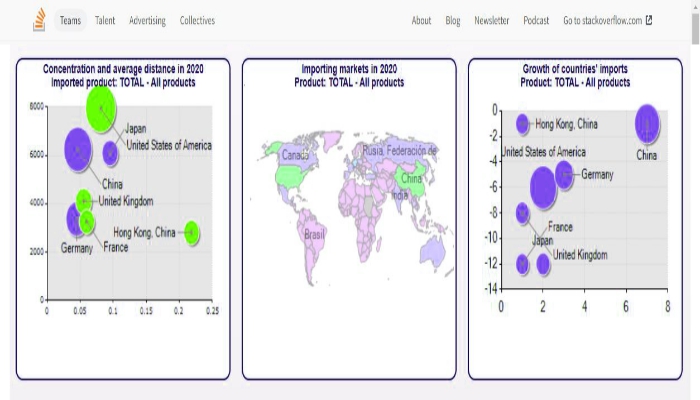 Teams Talent Advertising Collectives About Blog Newsletter Podcast Go to stackoverflow.com
Concentration and average distance in 2020
Imported product: TOTAL - All products
8000
6000
4000
2000
0
0 0.05 0.1 0.15 0.2 0.25
Japan
United States of America
China
United Kingdom
Hong Kong, China
Germany
France
Importing markets in 2020
Product: TOTAL - All products
Canadá
Rusia, Federación de
China
India
Brasil
Growth of countries' imports
Product: TOTAL - All products
0
-2
-4
-6
-8
-10
-12
-14
0 2 4 6 8
Hong Kong, China
China
United States of America
Germany
France
Japan
United Kingdom